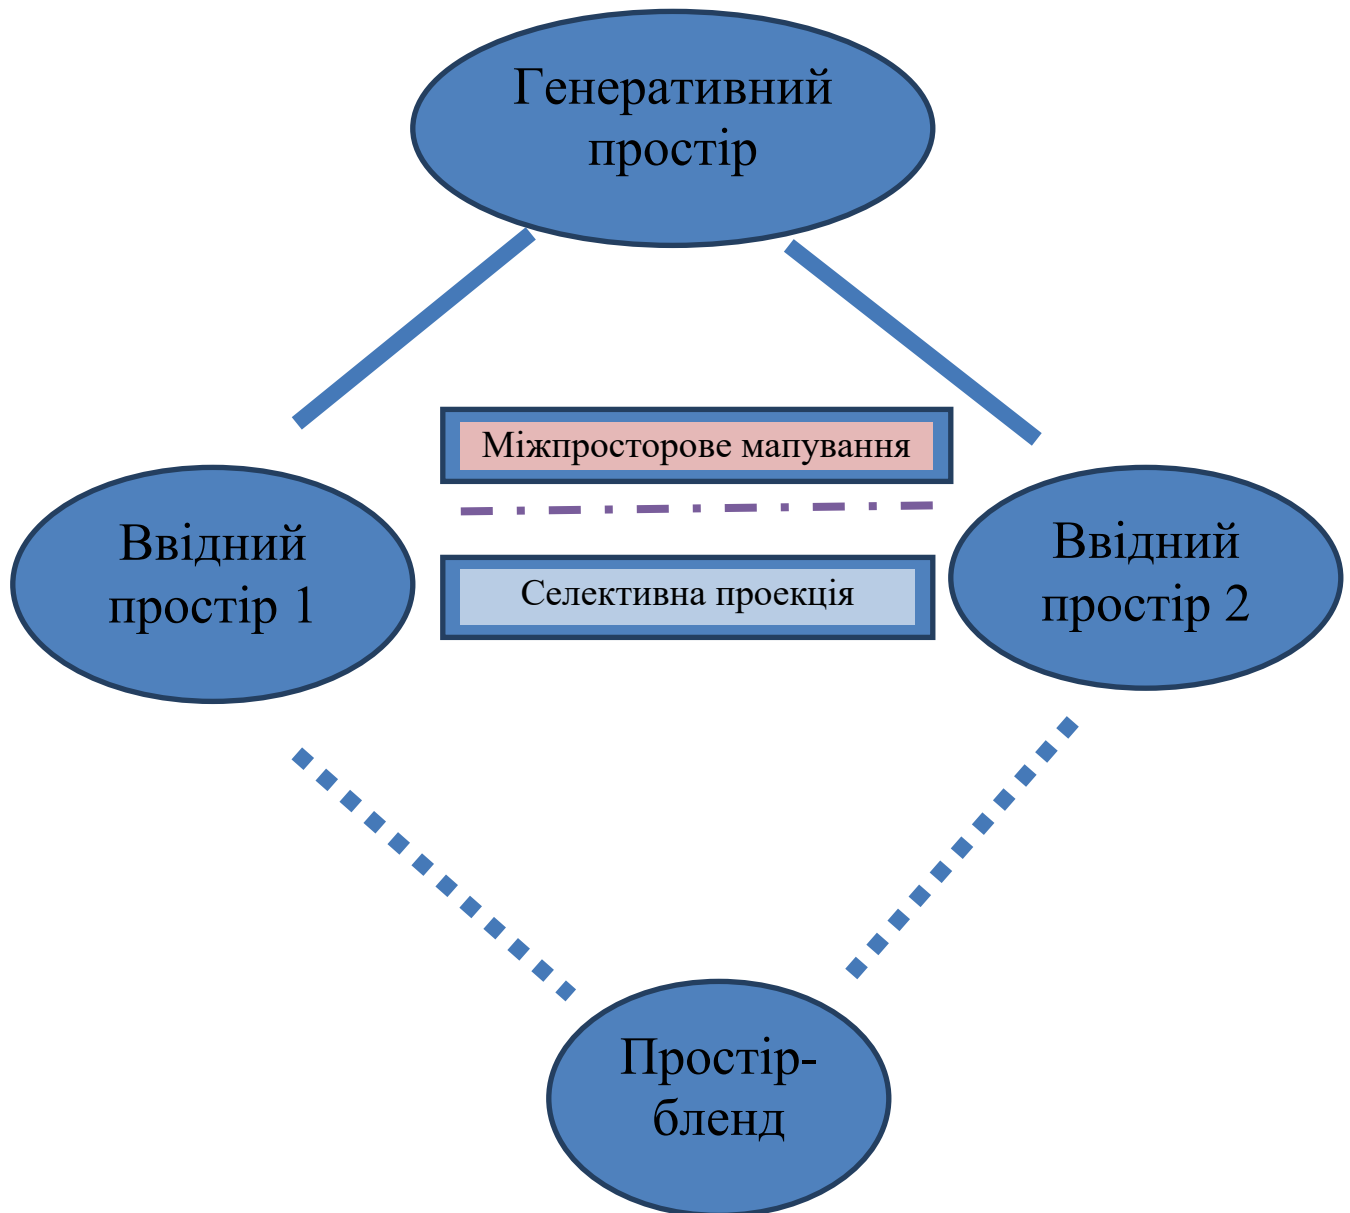 Генеративний
простір
Міжпросторове мапування
Ввідний
простір 1
Ввідний
простір 2
Селективна проекція
Простір-
бленд